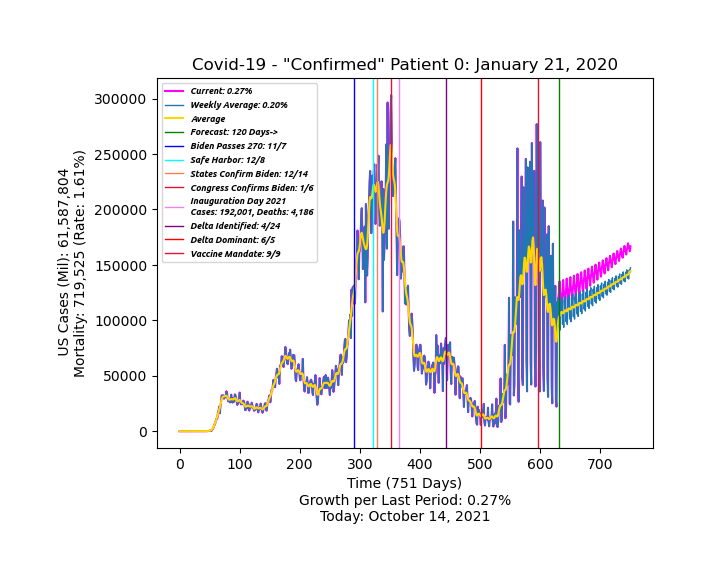 Covid-19 - "Confirmed" Patient 0: January 21, 2020
Current: 0.27%
Weekly Average: 0.20%
Average
Forecast: 120 Days->
Biden Passes 270: 11/7
Safe Harbor: 12/8
States Confirm Biden: 12/14
Congress Confirms Biden: 1/6
Inauguration Day 2021
Cases: 192,001, Deaths: 4,186
Delta Identified: 4/24
Delta Dominant: 6/5
Vaccine Mandate: 9/9
US Cases (Mil): 61,587,804
Mortality: 719,525 (Rate: 1.61%)
300000
250000
200000
150000
100000
50000
0
0 100 200 300 400 500 600 700
Time (751 Days)
Growth per Last Period: 0.27%
Today: October 14, 2021